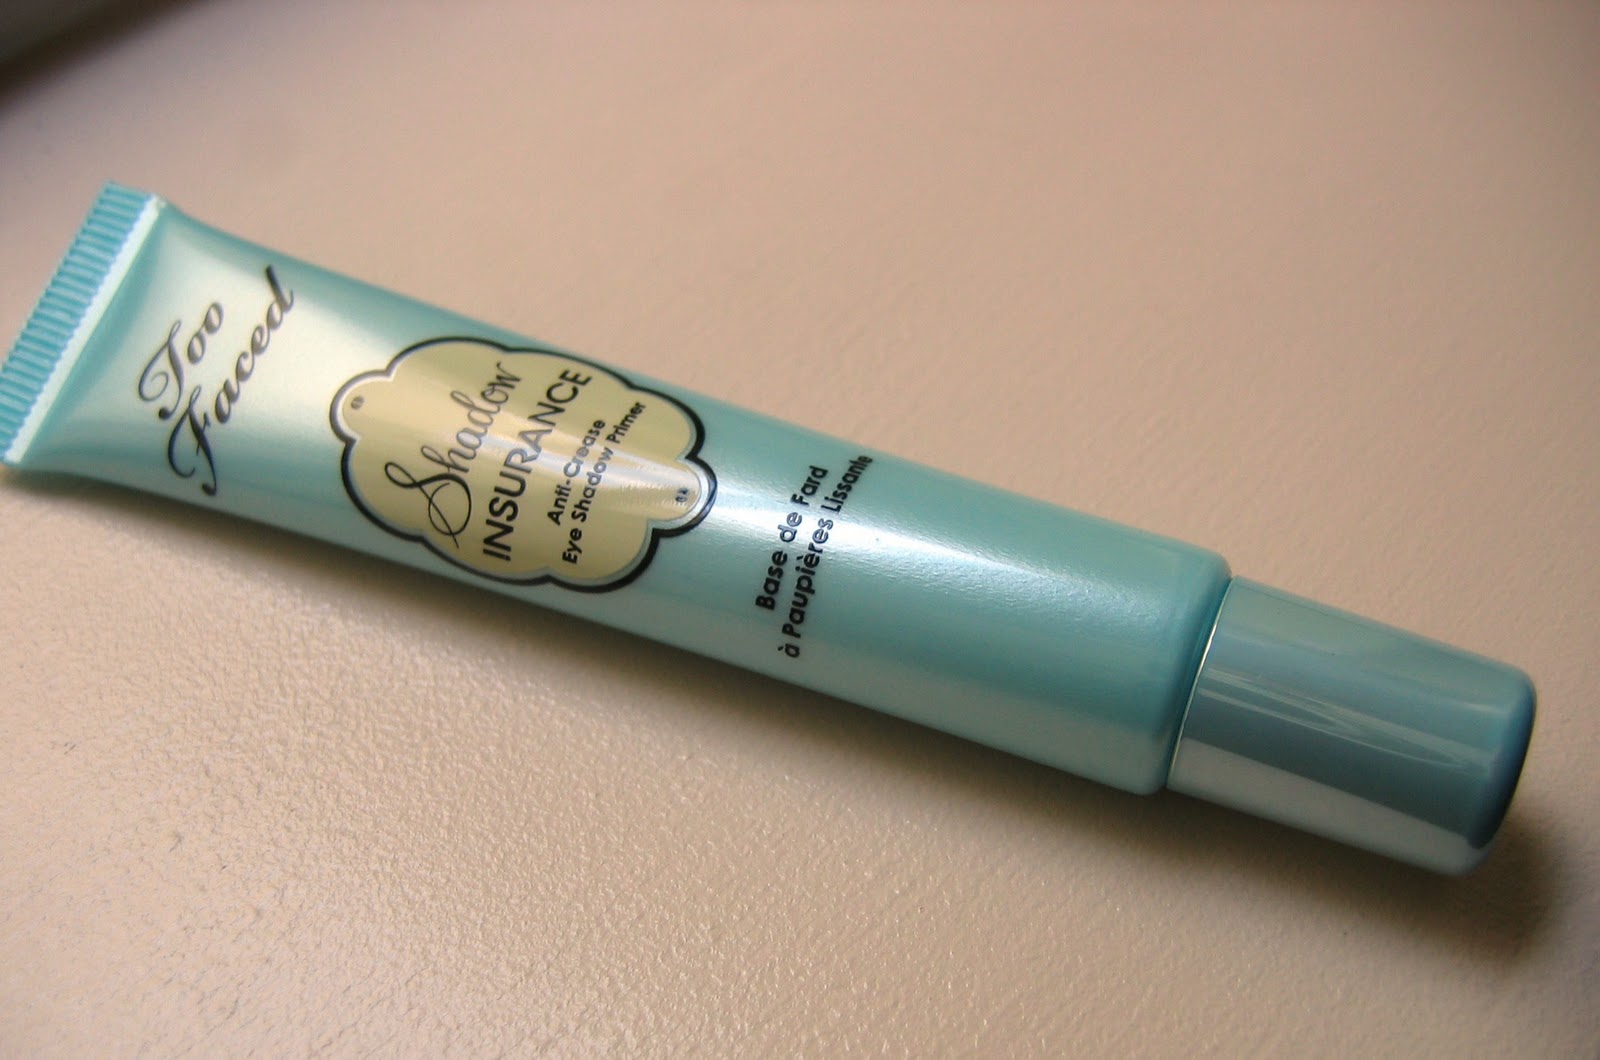 Too
Faced
Shadow
INSURANCE
Anti-Crease
Eye Shadow Primer
Base de Fard
à Paupières Lissante